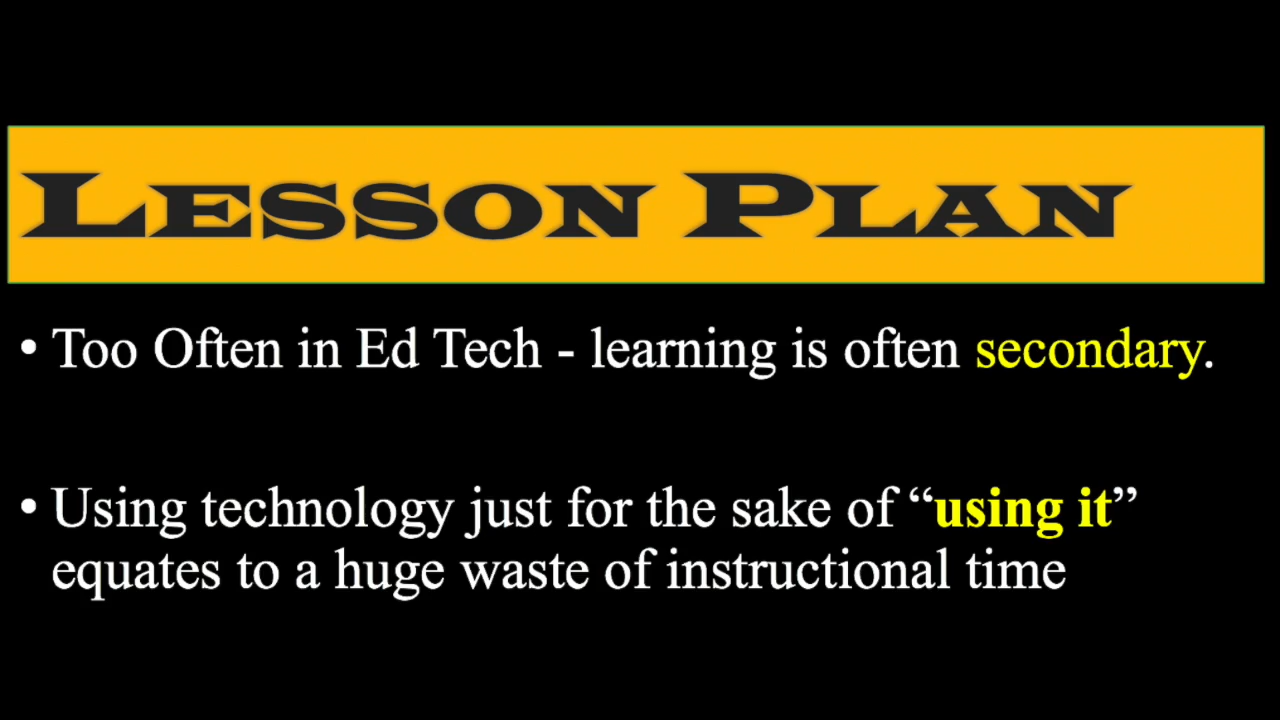 LESSON PLAN
• Too Often in Ed Tech - learning is often secondary.
• Using technology just for the sake of “using it”
equates to a huge waste of instructional time